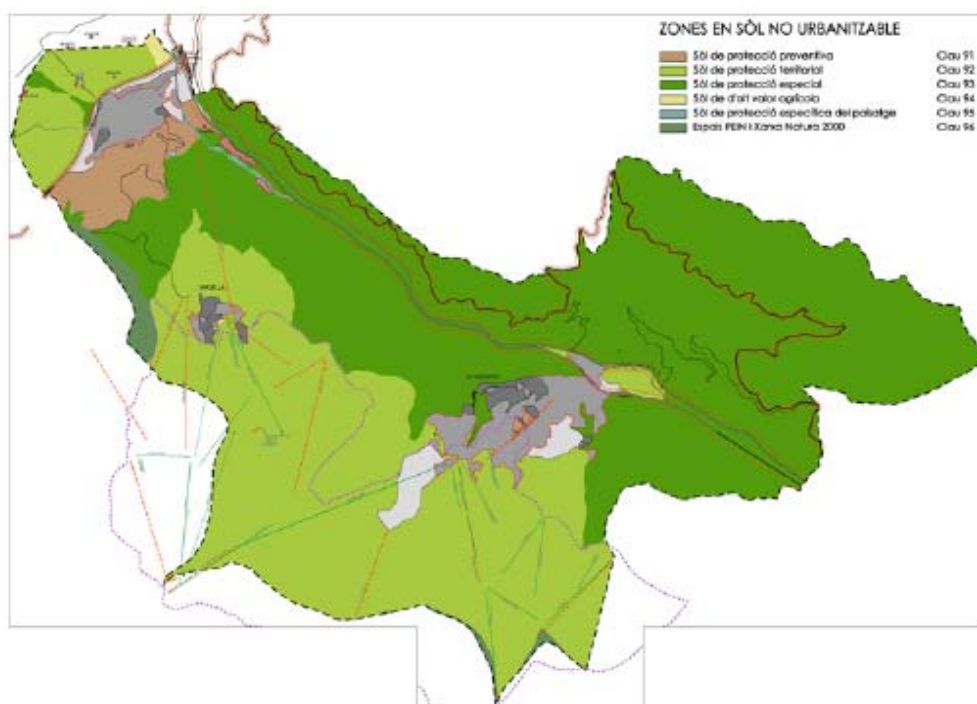 ZONES EN SÒL NO URBANITZABLE
Sòl de protecció preventiva Clau 91
Sòl de protecció territorial Clau 92
Sòl de protecció especial Clau 93
Sòl de d'alt valor agrícola Clau 94
Sòl de protecció específica del paisatge Clau 95
Espais PEIN i Xarxa Natura 2000 Clau 96